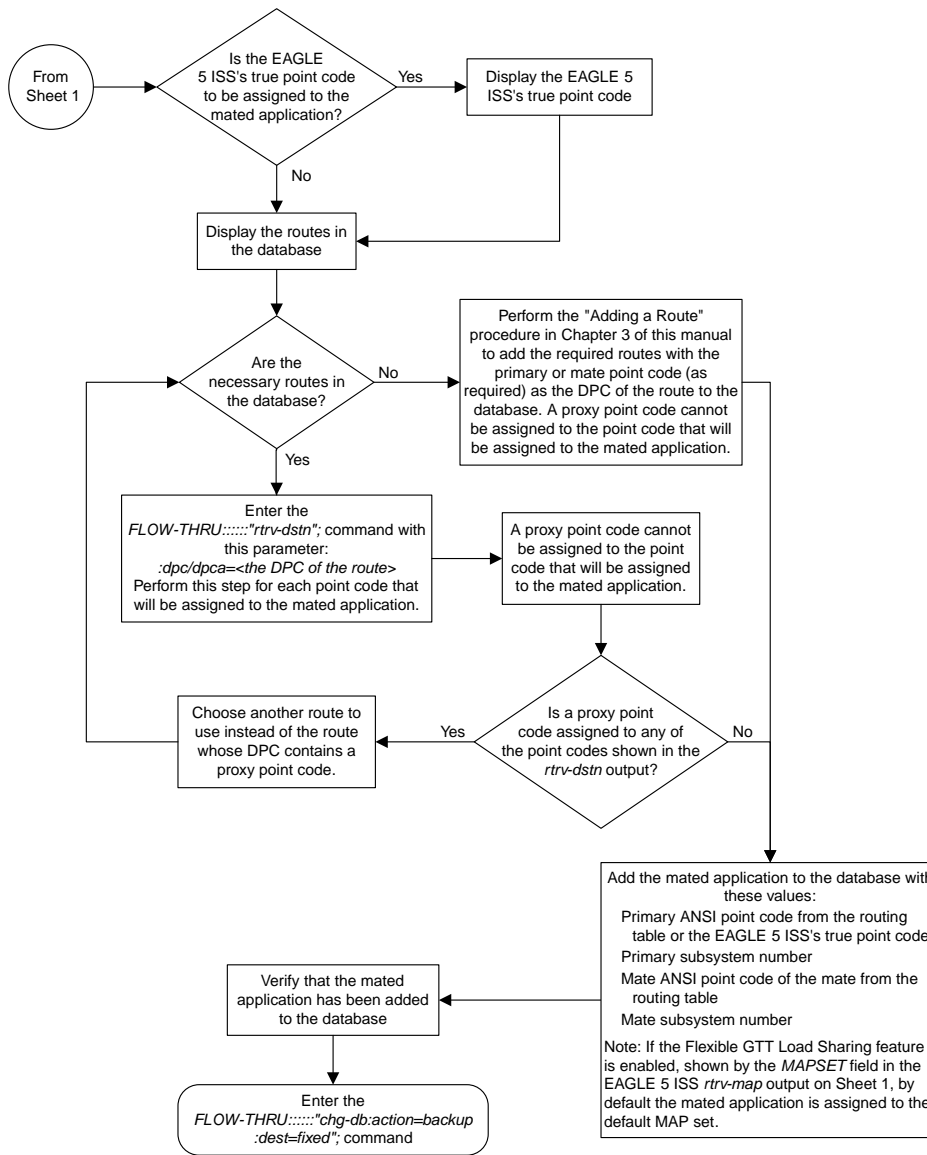 From
Sheet 1
Is the EAGLE
5 ISS's true point code
to be assigned to the
mated application?
Yes
Display the EAGLE 5
ISS's true point code
No
Display the routes in
the database
Are the
necessary routes in
the database?
No
Perform the "Adding a Route"
procedure in Chapter 3 of this manual
to add the required routes with the
primary or mate point code (as
required) as the DPC of the route to the
database. A proxy point code cannot
be assigned to the point code that will
be assigned to the mated application.
Yes
Enter the
FLOW-THRU::::::"rtrv-dstn"; command with
this parameter:
:dpc/dpca=<the DPC of the route>
Perform this step for each point code that
will be assigned to the mated application.
A proxy point code cannot
be assigned to the point
code that will be assigned
to the mated application.
Choose another route to
use instead of the route
whose DPC contains a
proxy point code.
Yes
Is a proxy point
code assigned to any of
the point codes shown in the
rtrv-dstn output?
No
Add the mated application to the database with
these values:
Primary ANSI point code from the routing
table or the EAGLE 5 ISS's true point code
Primary subsystem number
Mate ANSI point code of the mate from the
routing table
Mate subsystem number
Note: If the Flexible GTT Load Sharing feature
is enabled, shown by the MAPSET field in the
EAGLE 5 ISS rtrv-map output on Sheet 1, by
default the mated application is assigned to the
default MAP set.
Verify that the mated
application has been added
to the database
Enter the
FLOW-THRU::::::"chg-db:action=backup
:dest=fixed"; command